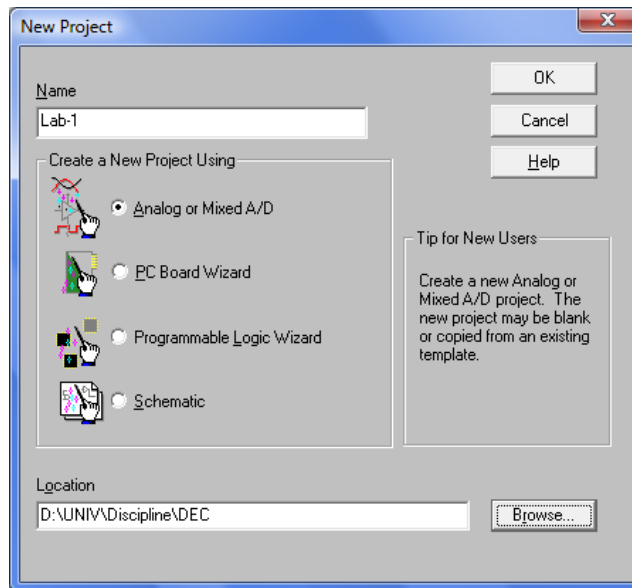 New Project
Name
Lab-1
OK
Cancel
Help
Create a New Project Using
Analog or Mixed A/D
PC Board Wizard
Programmable Logic Wizard
Schematic
Tip for New Users
Create a new Analog or
Mixed A/D project. The
new project may be blank
or copied from an existing
template.
Location
D:\UNIV\Discipline\DEC
Browse...